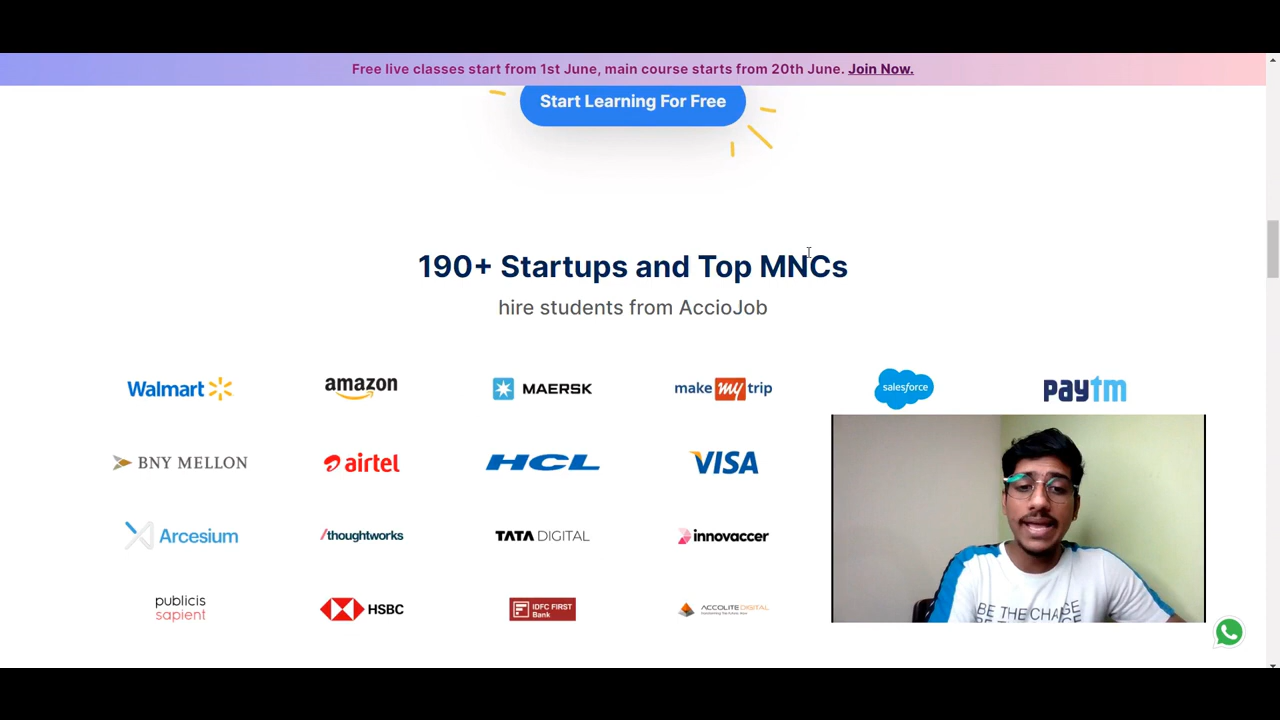 Free live classes start from 1st June, main course starts from 20th June. Join Now.
Start Learning For Free
190+ Startups and Top MNCs
hire students from AccioJob
Walmart
amazon
MAERSK
make my trip
salesforce
paytm
BNY MELLON
airtel
HCL
VISA
Arcesium
/thoughtworks
TATA DIGITAL
innovaccer
publicis
sapient
HSBC
IDFC FIRST
Bank
ACCOLITE DIGITAL
BE THE CHANGE